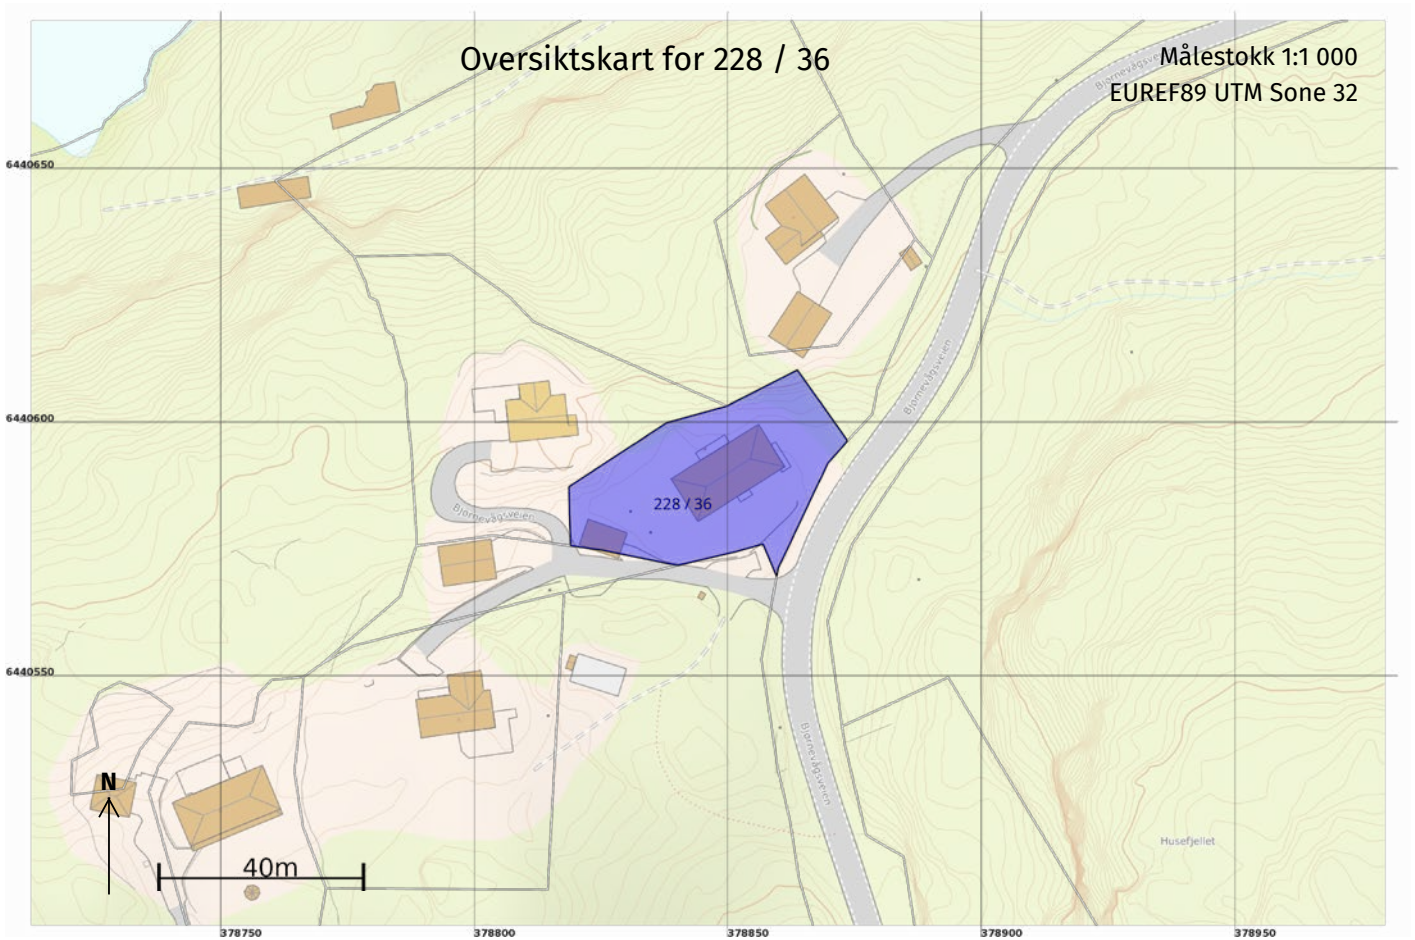 Oversiktskart for 228 / 36
Målestokk 1:1 000
EUREF89 UTM Sone 32
Bjørnevågsvei
6440650
Bjørnevågsveien
6440600
228 / 36
Bjørnevågsveien
6440550
Bjørnevågsveien
N
Husefjellet
40m
378750
378800
378850
378900
378950